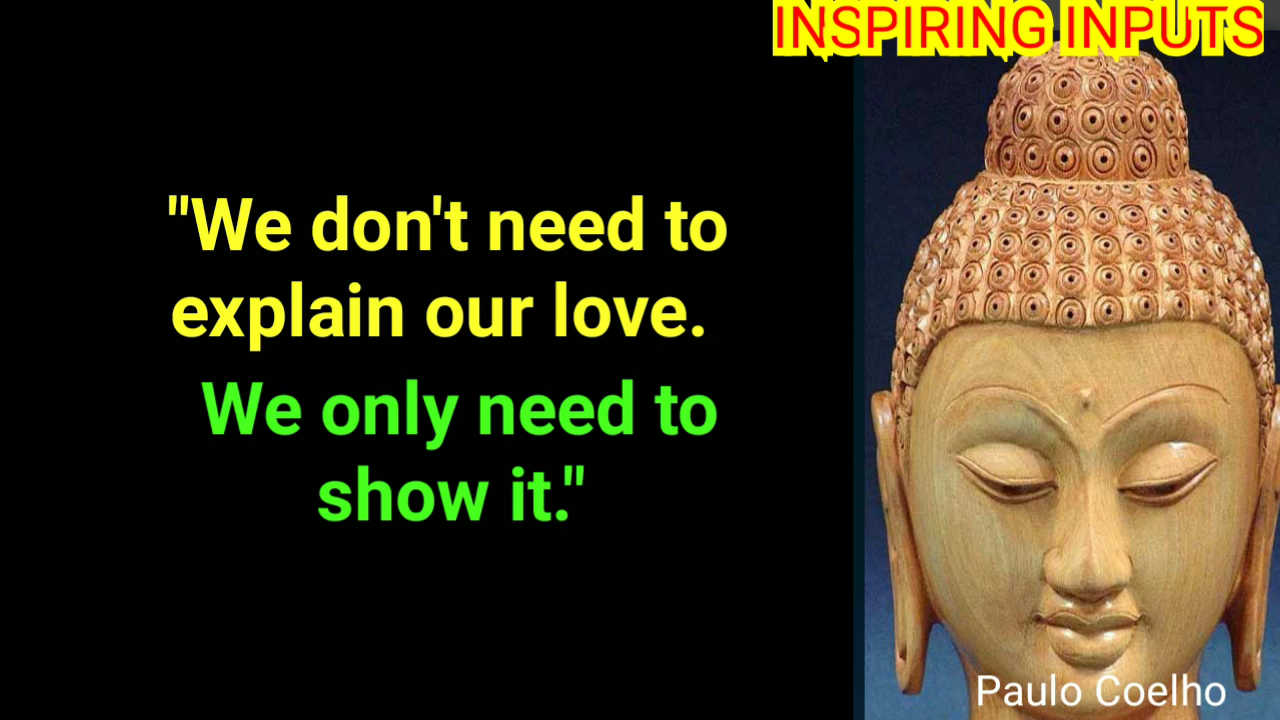 INSPIRING INPUTS
"We don't need to
explain our love.
We only need to
show it."
Paulo Coelho